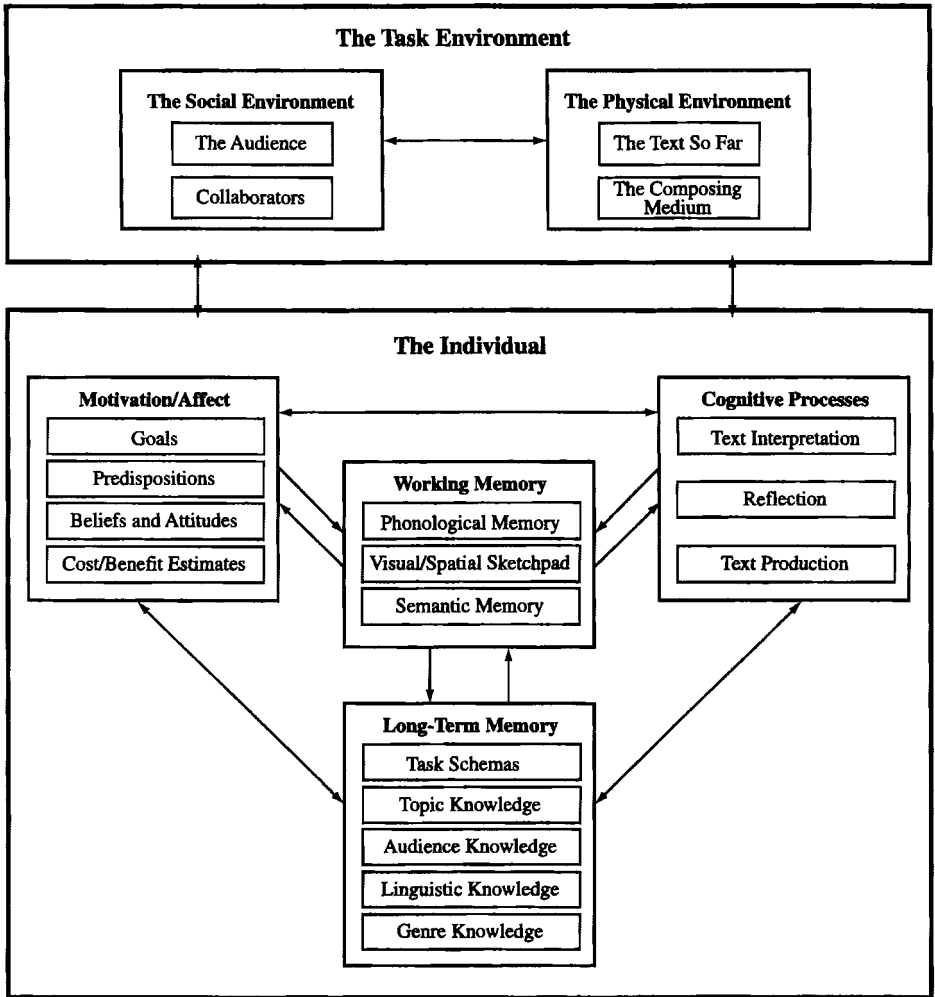 The Task Environment
The Social Environment
The Audience
Collaborators
The Physical Environment
The Text So Far
The Composing
Medium
The Individual
Motivation/Affect
Goals
Predispositions
Beliefs and Attitudes
Cost/Benefit Estimates
Working Memory
Phonological Memory
Visual/Spatial Sketchpad
Semantic Memory
Cognitive Processes
Text Interpretation
Reflection
Text Production
Long-Term Memory
Task Schemas
Topic Knowledge
Audience Knowledge
Linguistic Knowledge
Genre Knowledge